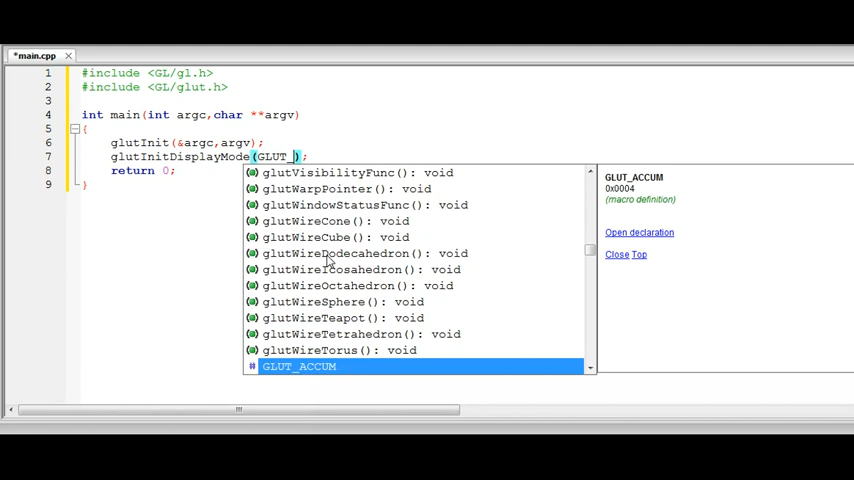 *main.cpp
1 #include <GL/gl.h>
2 #include <GL/glut.h>
3
4 int main(int argc,char **argv)
5 {
6 glutInit(&argc,argv);
7 glutInitDisplayMode(GLUT_);
8 return 0;
9 }
glutVisibilityFunc(): void
glutWarpPointer(): void
glutWindowStatusFunc(): void
glutWireCone(): void
glutWireCube(): void
glutWireDodecahedron(): void
glutWireIcosahedron(): void
glutWireOctahedron(): void
glutWireSphere(): void
glutWireTeapot(): void
glutWireTetrahedron(): void
glutWireTorus(): void
# GLUT_ACCUM
GLUT_ACCUM
0x0004
(macro definition)
Open declaration
Close Top